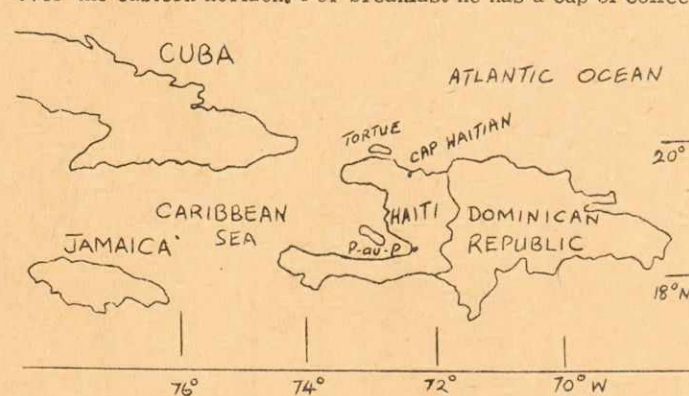 CUBA
ATLANTIC OCEAN
TORTUE
CAP HAITIAN
20°
CARIBBEAN
SEA
HAITI
DOMINICAN
REPUBLIC
JAMAICA
P-au-P
18°N
76°
74°
72°
70° W